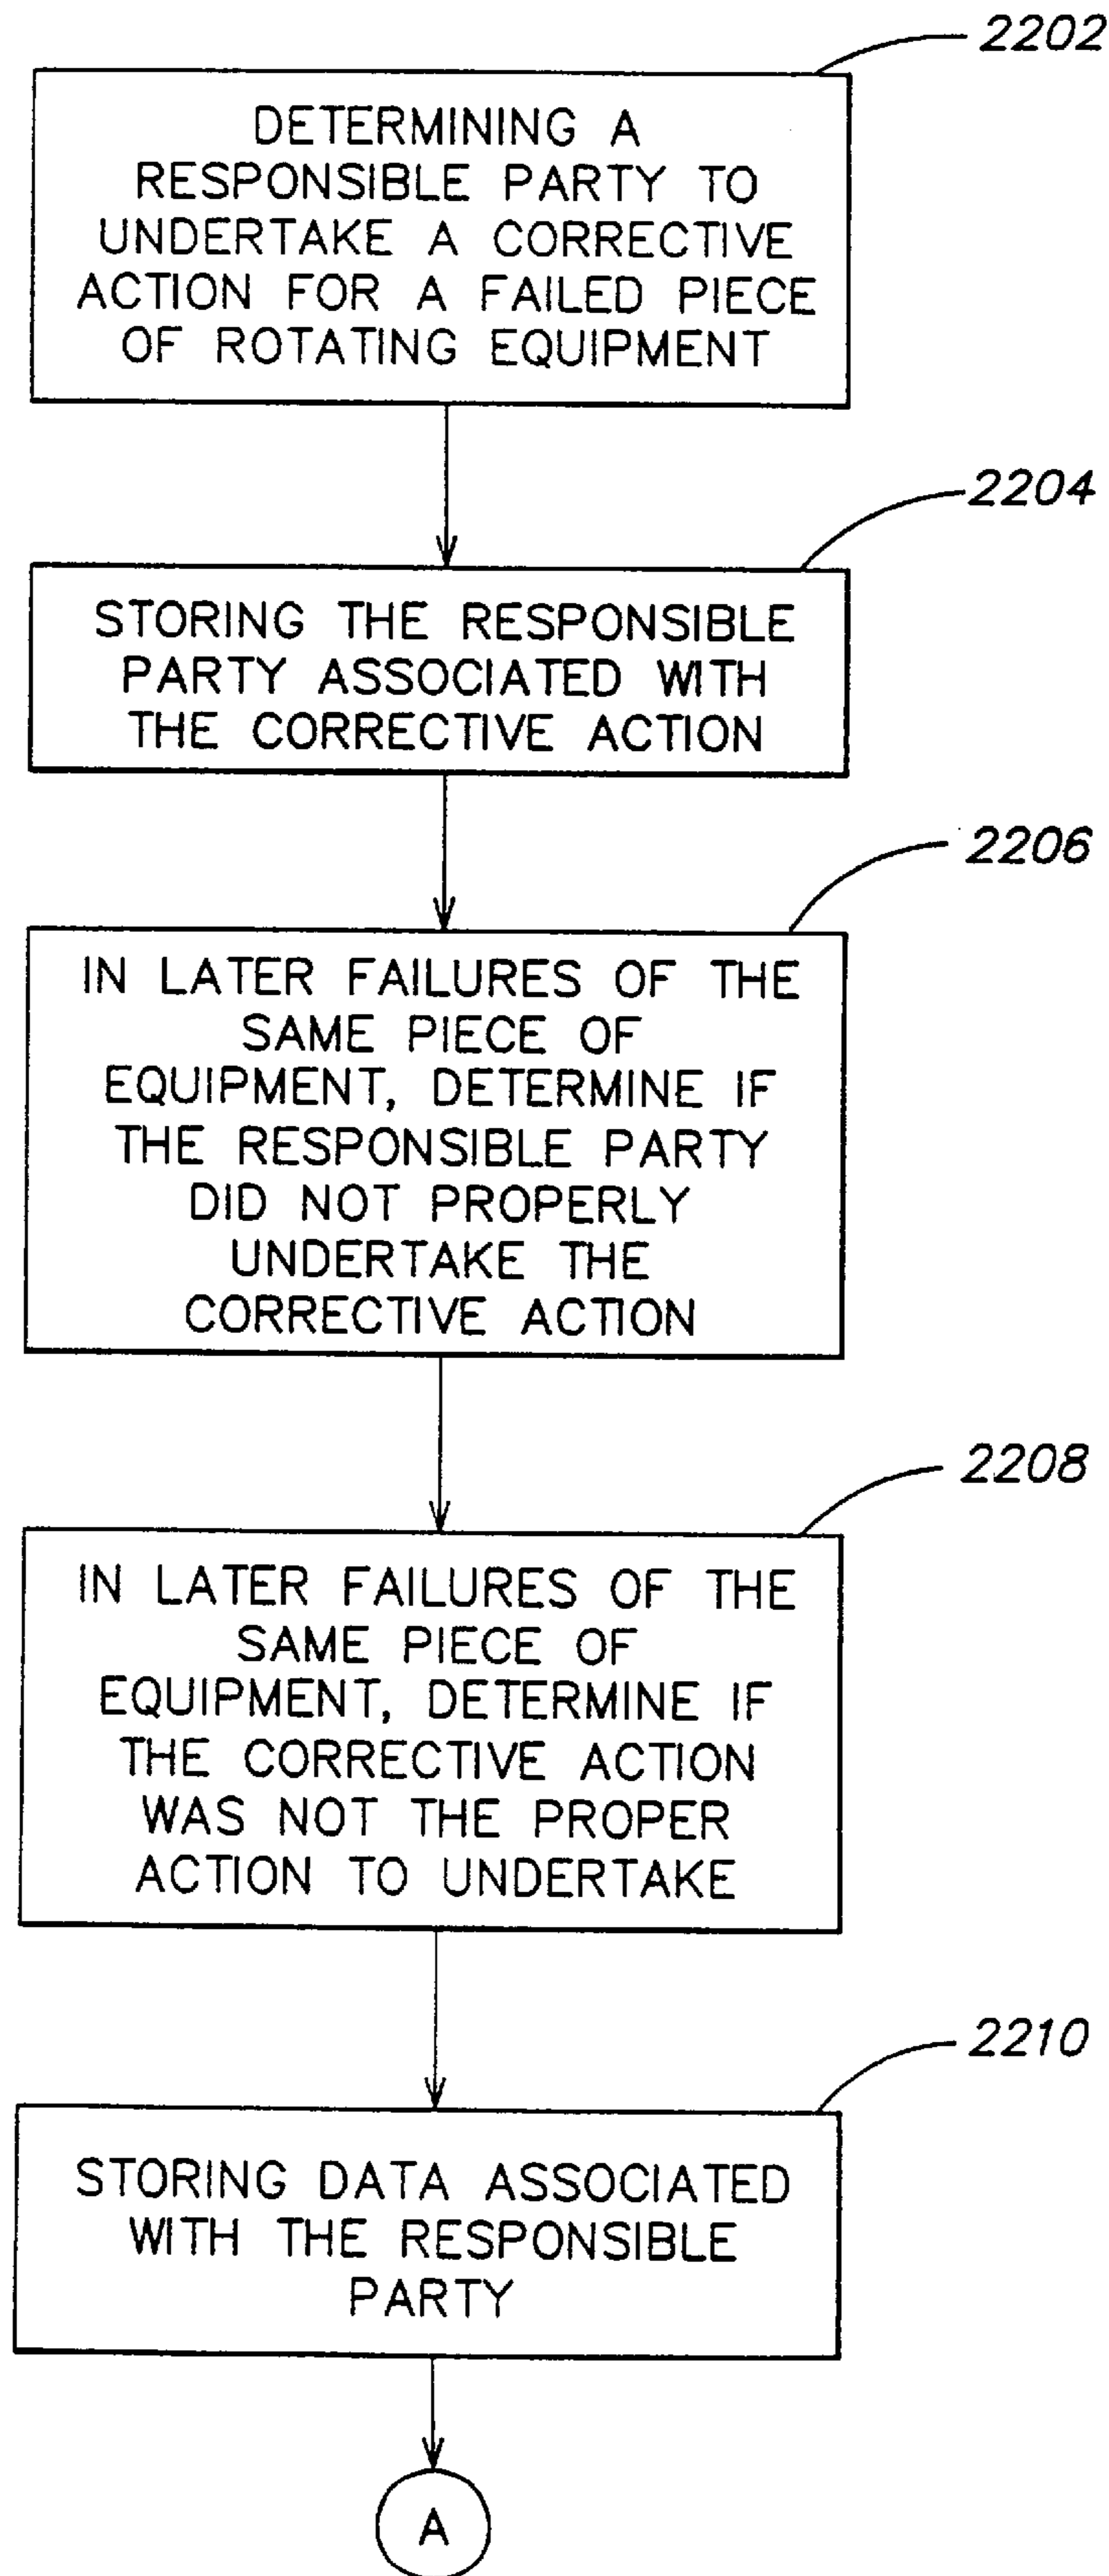 2202
DETERMINING A
RESPONSIBLE PARTY TO
UNDERTAKE A CORRECTIVE
ACTION FOR A FAILED PIECE
OF ROTATING EQUIPMENT
2204
STORING THE RESPONSIBLE
PARTY ASSOCIATED WITH
THE CORRECTIVE ACTION
2206
IN LATER FAILURES OF THE
SAME PIECE OF
EQUIPMENT, DETERMINE IF
THE RESPONSIBLE PARTY
DID NOT PROPERLY
UNDERTAKE THE
CORRECTIVE ACTION
2208
IN LATER FAILURES OF THE
SAME PIECE OF
EQUIPMENT, DETERMINE IF
THE CORRECTIVE ACTION
WAS NOT THE PROPER
ACTION TO UNDERTAKE
2210
STORING DATA ASSOCIATED
WITH THE RESPONSIBLE
PARTY
A